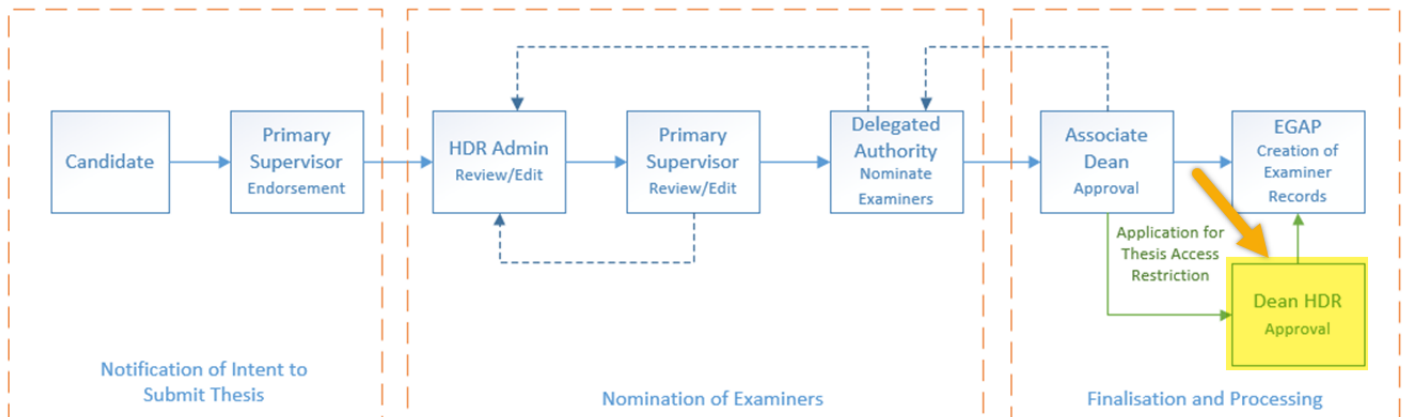 Candidate
Primary
Supervisor
Endorsement
Notification of Intent to
Submit Thesis
HDR Admin
Review/Edit
Primary
Supervisor
Review/Edit
Delegated
Authority
Nominate
Examiners
Nomination of Examiners
Associate
Dean
Approval
EGAP
Creation of
Examiner
Records
Application for
Thesis Access
Restriction
Dean HDR
Approval
Finalisation and Processing